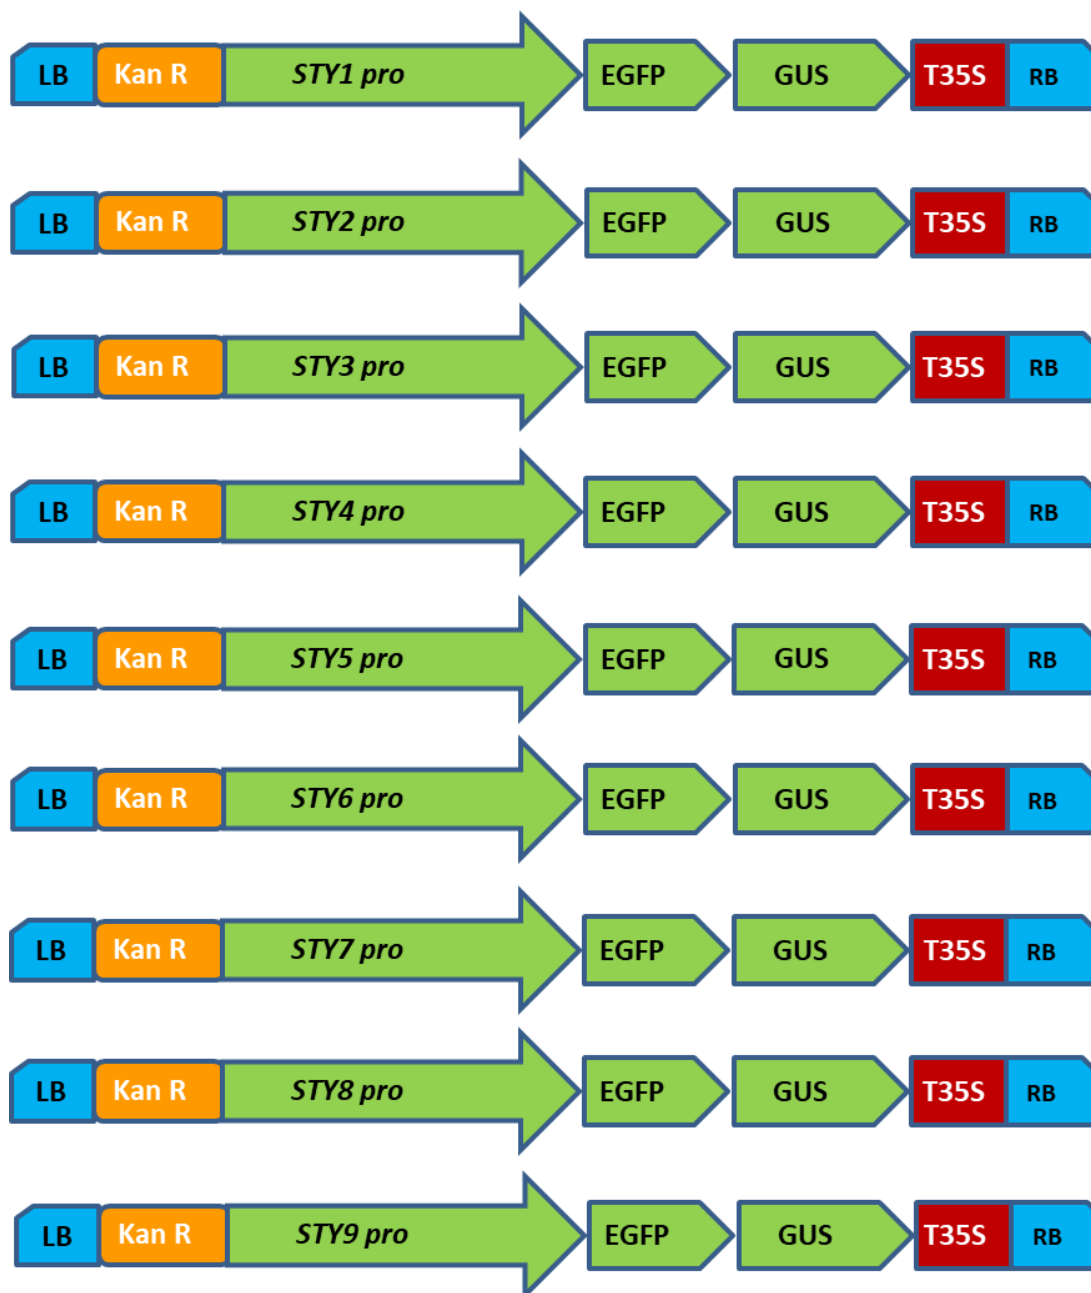 LB Kan R STY1 pro EGFP GUS T35S RB
LB Kan R STY2 pro EGFP GUS T35S RB
LB Kan R STY3 pro EGFP GUS T35S RB
LB Kan R STY4 pro EGFP GUS T35S RB
LB Kan R STY5 pro EGFP GUS T35S RB
LB Kan R STY6 pro EGFP GUS T35S RB
LB Kan R STY7 pro EGFP GUS T35S RB
LB Kan R STY8 pro EGFP GUS T35S RB
LB Kan R STY9 pro EGFP GUS T35S RB